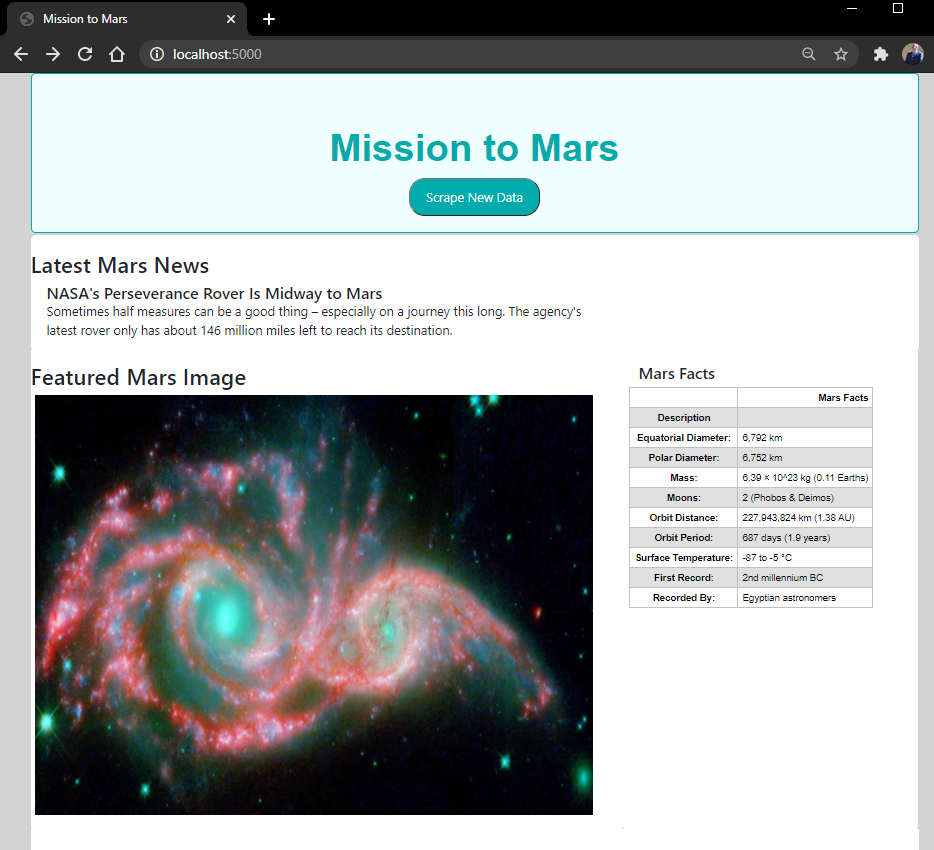 Mission to Mars
localhost:5000
Mission to Mars
Scrape New Data
Latest Mars News
NASA's Perseverance Rover Is Midway to Mars
Sometimes half measures can be a good thing – especially on a journey this long. The agency's
latest rover only has about 146 million miles left to reach its destination.
Featured Mars Image
Mars Facts
Mars Facts
Description
Equatorial Diameter: 6,792 km
Polar Diameter: 6,752 km
Mass: 6.39 × 10^23 kg (0.11 Earths)
Moons: 2 (Phobos & Deimos)
Orbit Distance: 227,943,824 km (1.38 AU)
Orbit Period: 687 days (1.9 years)
Surface Temperature: -87 to -5 °C
First Record: 2nd millennium BC
Recorded By: Egyptian astronomers